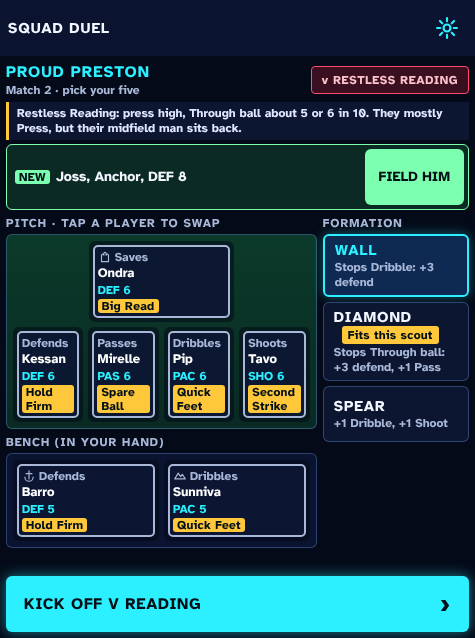 SQUAD DUEL
PROUD PRESTON
Match 2 · pick your five
v RESTLESS READING
Restless Reading: press high, Through ball about 5 or 6 in 10. They mostly
Press, but their midfield man sits back.
NEW Joss, Anchor, DEF 8
FIELD HIM
PITCH · TAP A PLAYER TO SWAP
Saves
Ondra
DEF 6
Big Read
Defends
Kessan
DEF 6
Hold
Firm
Passes
Mirelle
PAS 6
Spare
Ball
Dribbles
Pip
PAC 6
Quick
Feet
Shoots
Tavo
SHO 6
Second
Strike
FORMATION
WALL
Stops Dribble: +3
defend
DIAMOND
Fits this scout
Stops Through ball:
+3 defend, +1 Pass
SPEAR
+1 Dribble, +1 Shoot
BENCH (IN YOUR HAND)
Defends
Barro
DEF 5
Hold Firm
Dribbles
Sunniva
PAC 5
Quick Feet
KICK OFF V READING ›